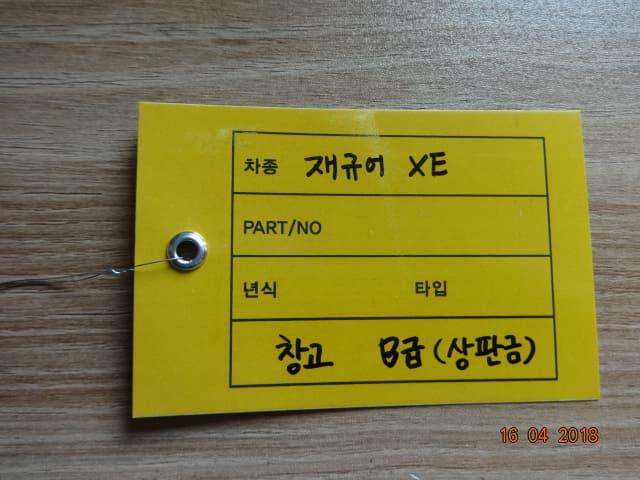 차종 재규어 XE
PART/NO
년식 타입
창고 B급 (상판금)
16 04 2018